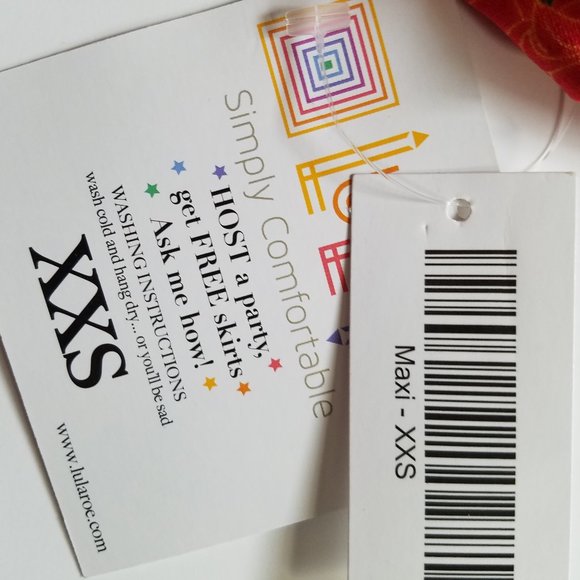 Simply Comfortable
HOST a party,
get FREE skirts
Ask me how!
WASHING INSTRUCTIONS
wash cold and hang dry... or you'll be sad
XXS
www.lularoe.com
Maxi - XXS